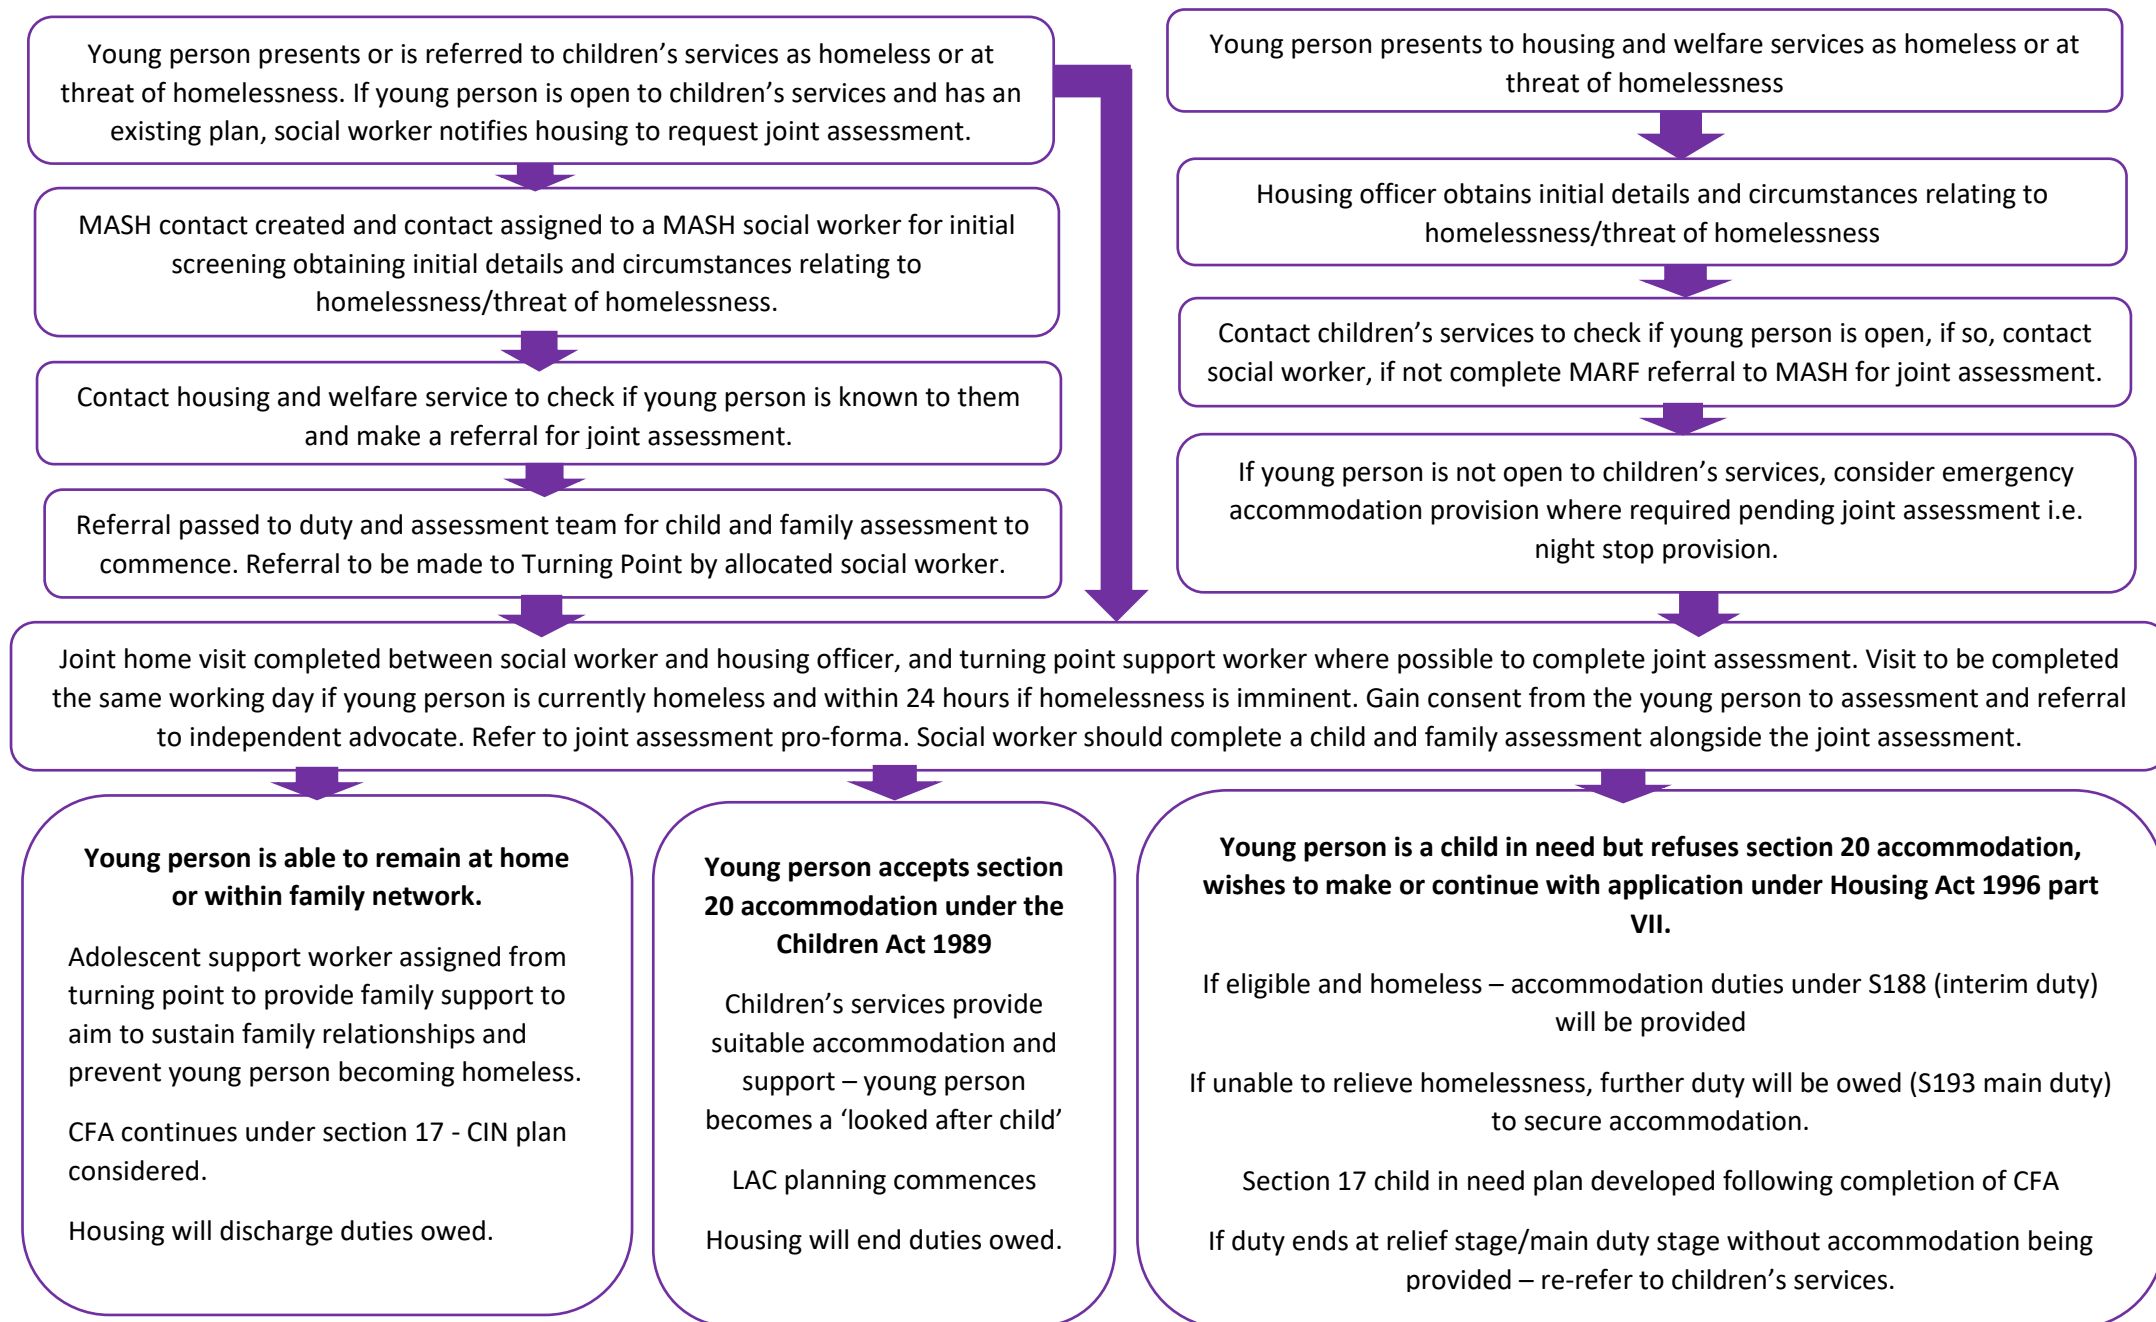 Young person presents or is referred to children’s services as homeless or at
threat of homelessness. If young person is open to children’s services and has an
existing plan, social worker notifies housing to request joint assessment.
MASH contact created and contact assigned to a MASH social worker for initial
screening obtaining initial details and circumstances relating to
homelessness/threat of homelessness.
Contact housing and welfare service to check if young person is known to them
and make a referral for joint assessment.
Referral passed to duty and assessment team for child and family assessment to
commence. Referral to be made to Turning Point by allocated social worker.
Young person presents to housing and welfare services as homeless or at
threat of homelessness
Housing officer obtains initial details and circumstances relating to
homelessness/threat of homelessness
Contact children’s services to check if young person is open, if so, contact
social worker, if not complete MARF referral to MASH for joint assessment.
If young person is not open to children’s services, consider emergency
accommodation provision where required pending joint assessment i.e.
night stop provision.
Joint home visit completed between social worker and housing officer, and turning point support worker where possible to complete joint assessment. Visit to be completed
the same working day if young person is currently homeless and within 24 hours if homelessness is imminent. Gain consent from the young person to assessment and referral
to independent advocate. Refer to joint assessment pro-forma. Social worker should complete a child and family assessment alongside the joint assessment.
Young person is able to remain at home
or within family network.
Adolescent support worker assigned from
turning point to provide family support to
aim to sustain family relationships and
prevent young person becoming homeless.
CFA continues under section 17 - CIN plan
considered.
Housing will discharge duties owed.
Young person accepts section
20 accommodation under the
Children Act 1989
Children’s services provide
suitable accommodation and
support – young person
becomes a ‘looked after child’
LAC planning commences
Housing will end duties owed.
Young person is a child in need but refuses section 20 accommodation,
wishes to make or continue with application under Housing Act 1996 part
VII.
If eligible and homeless – accommodation duties under S188 (interim duty)
will be provided
If unable to relieve homelessness, further duty will be owed (S193 main duty)
to secure accommodation.
Section 17 child in need plan developed following completion of CFA
If duty ends at relief stage/main duty stage without accommodation being
provided – re-refer to children’s services.